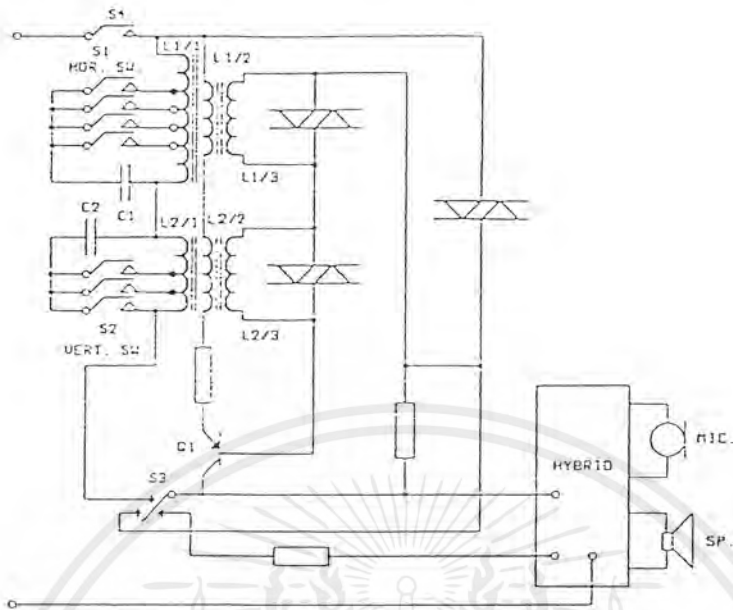 S4
S1
HOR. SW.
L1/1
L1/2
L1/3
C1
C2
L2/1
L2/2
L2/3
S2
VERT. SW
Q1
S3
HYBRID
MIC.
SP.